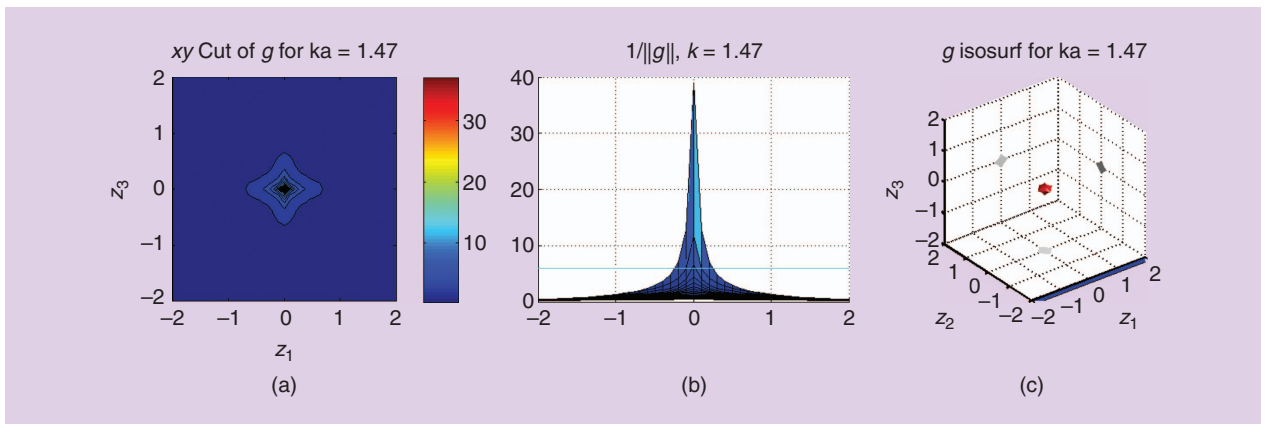 xy Cut of g for ka = 1.47
2
1
0
−1
−2
z3
−2 −1 0 1 2
z1
30
20
10
(a)
1/||g||, k = 1.47
40
30
20
10
0
−2 −1 0 1 2
(b)
g isosurf for ka = 1.47
2
1
0
−1
−2
z3
2 1 0 −1 −2
z2
−2 −1 0 1 2
z1
(c)